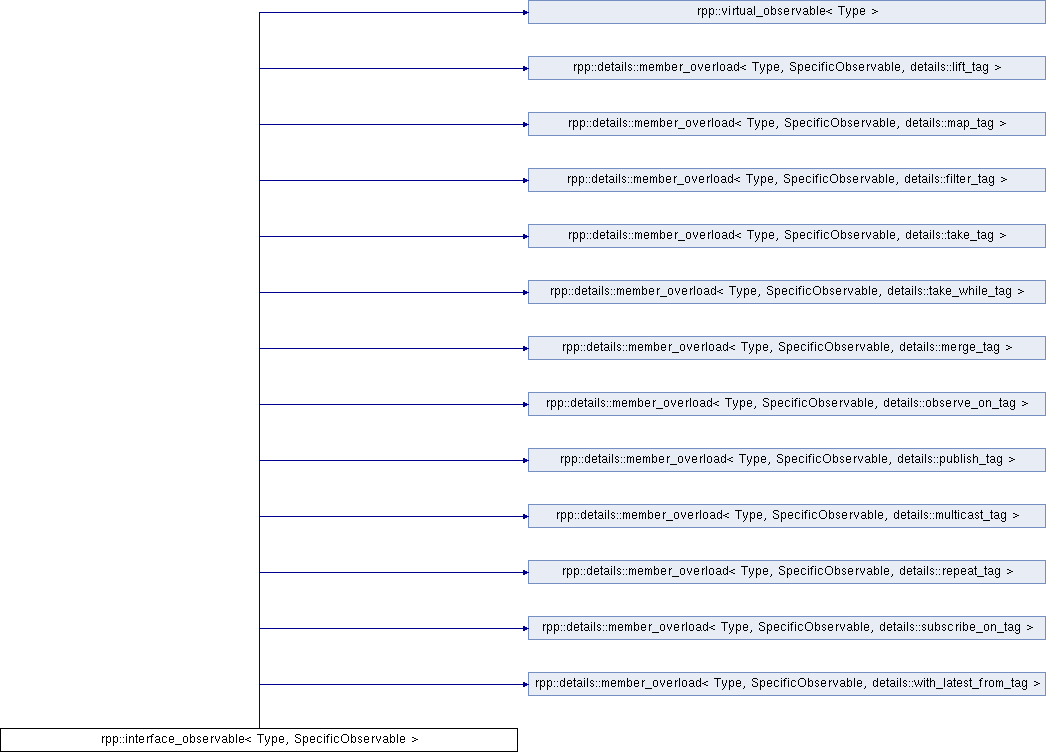 rpp::virtual_observable< Type >
rpp::details::member_overload< Type, SpecificObservable, details::lift_tag >
rpp::details::member_overload< Type, SpecificObservable, details::map_tag >
rpp::details::member_overload< Type, SpecificObservable, details::filter_tag >
rpp::details::member_overload< Type, SpecificObservable, details::take_tag >
rpp::details::member_overload< Type, SpecificObservable, details::take_while_tag >
rpp::details::member_overload< Type, SpecificObservable, details::merge_tag >
rpp::details::member_overload< Type, SpecificObservable, details::observe_on_tag >
rpp::details::member_overload< Type, SpecificObservable, details::publish_tag >
rpp::details::member_overload< Type, SpecificObservable, details::multicast_tag >
rpp::details::member_overload< Type, SpecificObservable, details::repeat_tag >
rpp::details::member_overload< Type, SpecificObservable, details::subscribe_on_tag >
rpp::details::member_overload< Type, SpecificObservable, details::with_latest_from_tag >
rpp::interface_observable< Type, SpecificObservable >